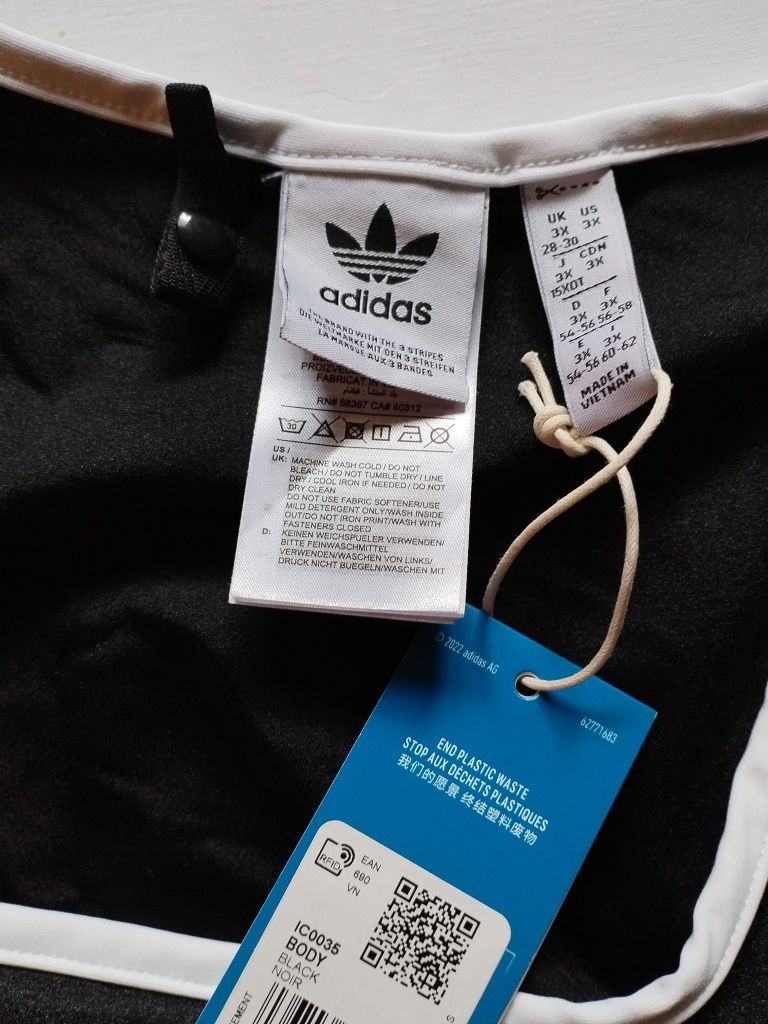 adidas
THE BRAND WITH THE 3 STRIPES
DIE WELTMARKE MIT DEN 3 STREIFEN
LA MARQUE AUX 3 BANDES
FABRICAT IN
RN# 88387 CA# 40312
30
US /
UK: MACHINE WASH COLD / DO NOT
BLEACH / DO NOT TUMBLE DRY / LINE
DRY / COOL IRON IF NEEDED / DO NOT
DRY CLEAN
DO NOT USE FABRIC SOFTENER/USE
MILD DETERGENT ONLY/WASH INSIDE
OUT/DO NOT IRON PRINT/WASH WITH
FASTENERS CLOSED
D: KEINEN WEICHSPUELER VERWENDEN/
BITTE FEINWASCHMITTEL
VERWENDEN/WASCHEN VON LINKS/
DRUCK NICHT BUEGELN/WASCHEN MIT
UK US
3X 3X
28-30
J CDN
3X 3X
15XOT
D F
3X 3X
54-56 56-58
E I
3X 3X
54-56 60-62
MADE IN
VIETNAM
© 2022 adidas AG
62771683
END PLASTIC WASTE
STOP AUX DECHETS PLASTIQUES
我们的愿景 终结塑料废物
RFID
EAN
690
VN
IC0035
BODY
BLACK
NOIR